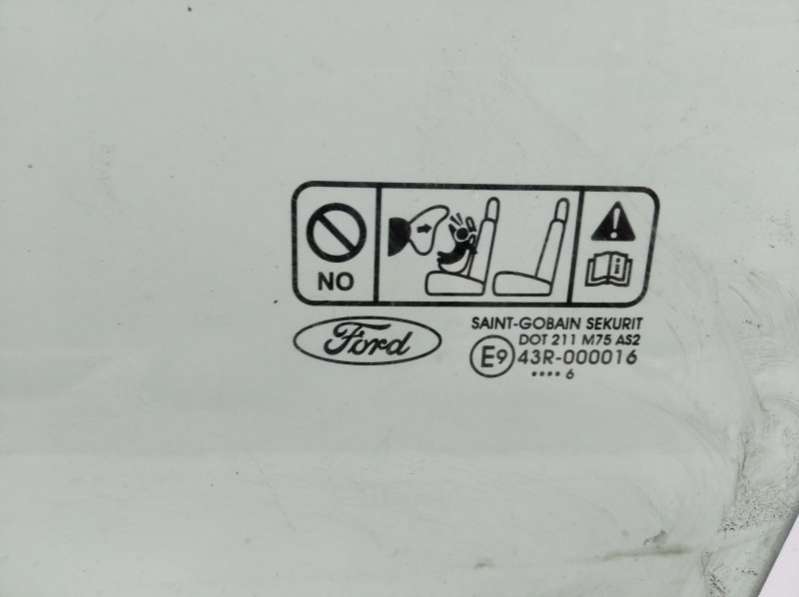 NO
Ford
SAINT-GOBAIN SEKURIT
DOT 211 M75 AS2
E9 43R-000016
•••• 6